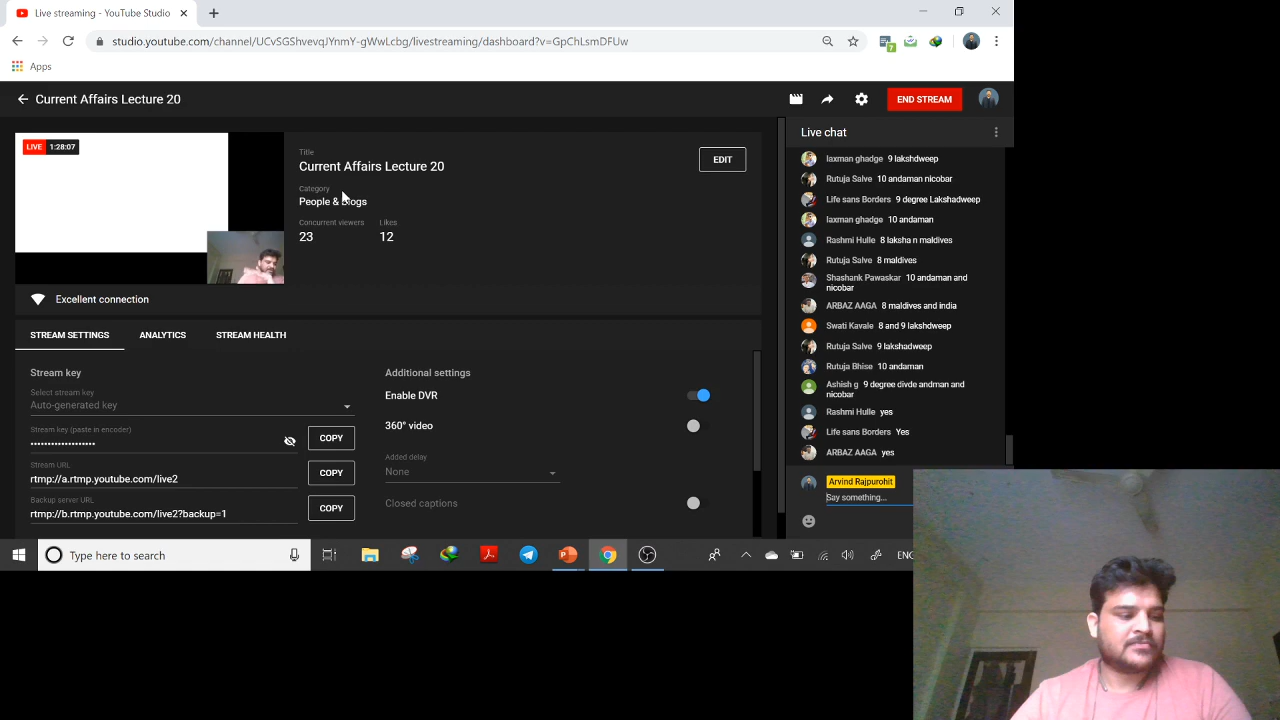 Live streaming - YouTube Studio
studio.youtube.com/channel/UCvSGShvevqJYnmY-gWwLcbg/livestreaming/dashboard?v=GpChLsmDFUw
?
Apps
Current Affairs Lecture 20
END STREAM
LIVE 1:28:07
Title
Current Affairs Lecture 20
EDIT
Category
People & Blogs
Concurrent viewers Likes
23 12
Excellent connection
STREAM SETTINGS ANALYTICS STREAM HEALTH
Stream key
Select stream key
Auto-generated key
Stream key (paste in encoder)
••••••••••••••••••• COPY
Stream URL
rtmp://a.rtmp.youtube.com/live2 COPY
Backup server URL
rtmp://b.rtmp.youtube.com/live2?backup=1 COPY
Additional settings
Enable DVR
360° video
Added delay
None
Closed captions
Live chat
laxman ghadge 9 lakshdweep
Rutuja Salve 10 andaman nicobar
Life sans Borders 9 degree Lakshadweep
laxman ghadge 10 andaman
Rashmi Hulle 8 laksha n maldives
Rutuja Salve 8 maldives
Shashank Pawaskar 10 andaman and
nicobar
ARBAZ AAGA 8 maldives and india
Swati Kavale 8 and 9 lakshdweep
Rutuja Salve 9 lakshadweep
Rutuja Bhise 10 andaman
Ashish g 9 degree divde andman and
nicobar
Rashmi Hulle yes
Life sans Borders Yes
ARBAZ AAGA yes
Arvind Rajpurohit
Say something...
Type here to search
ENG